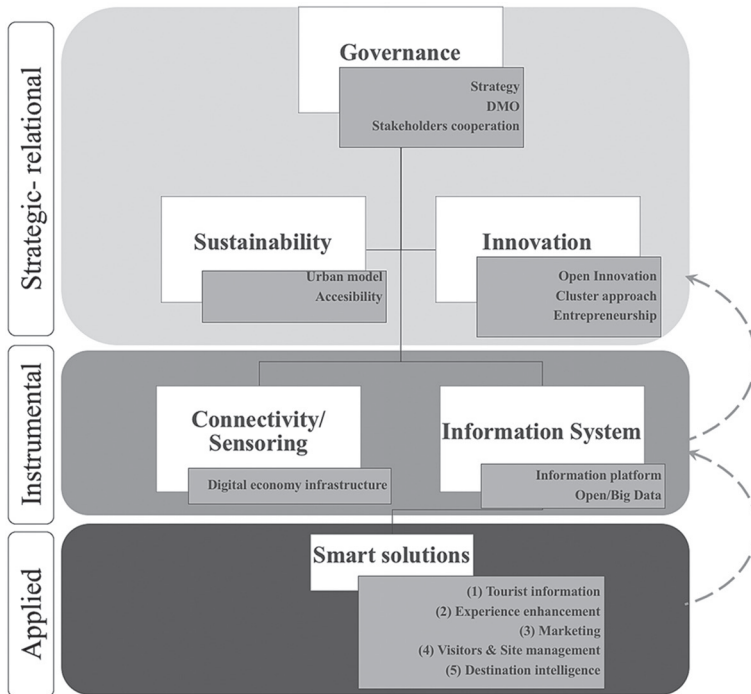 Strategic- relational
Governance
Strategy
DMO
Stakeholders cooperation
Sustainability
Urban model
Accesibility
Innovation
Open Innovation
Cluster approach
Entrepreneurship
Instrumental
Connectivity/
Sensoring
Digital economy infrastructure
Information System
Information platform
Open/Big Data
Applied
Smart solutions
(1) Tourist information
(2) Experience enhancement
(3) Marketing
(4) Visitors & Site management
(5) Destination intelligence